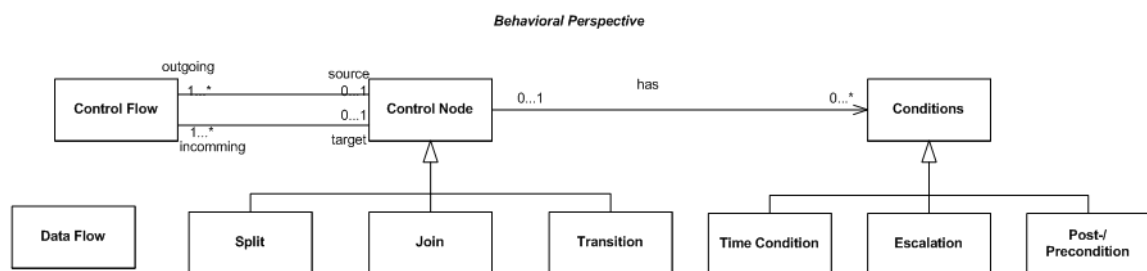 Behavioral Perspective
outgoing
source
has
1...*
0...1
Control Flow
Control Node
Conditions
0...1
0...*
0...1
1...*
incomming
target
Data Flow
Split
Join
Transition
Time Condition
Escalation
Post-/
Precondition